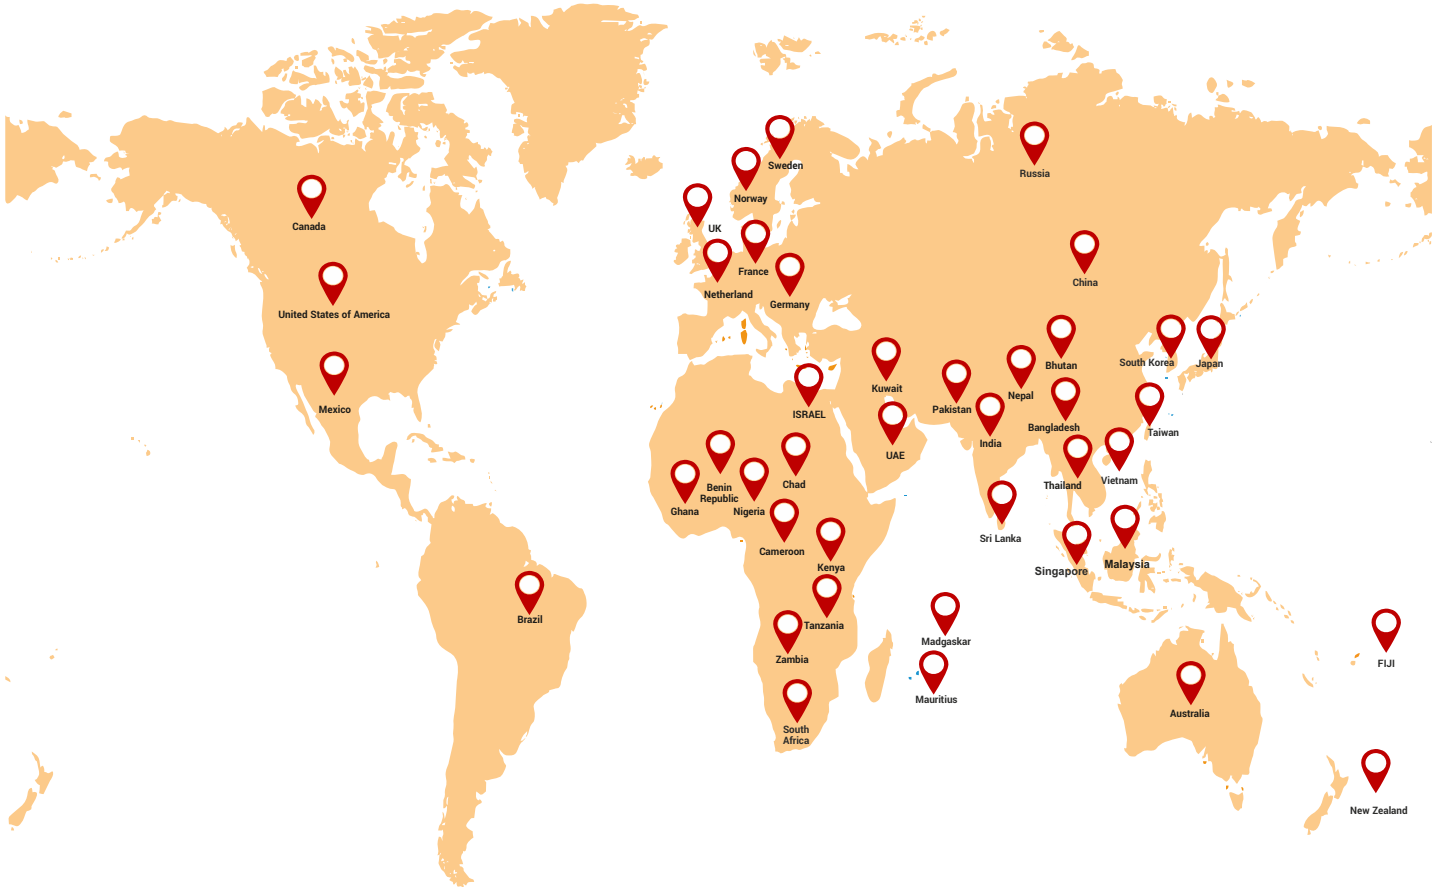 Sweden
Russia
Norway
Canada
UK
France
China
Netherland
Germany
United States of America
South Korea
Japan
Bhutan
Kuwait
Nepal
Mexico
Pakistan
ISRAEL
Bangladesh
Taiwan
India
UAE
Vietnam
Chad
Thailand
Benin
Republic
Ghana
Nigeria
Sri Lanka
Cameroon
Kenya
Malaysia
Singapore
Brazil
Tanzania
Madgaskar
Zambia
FIJI
Mauritius
Australia
South
Africa
New Zealand